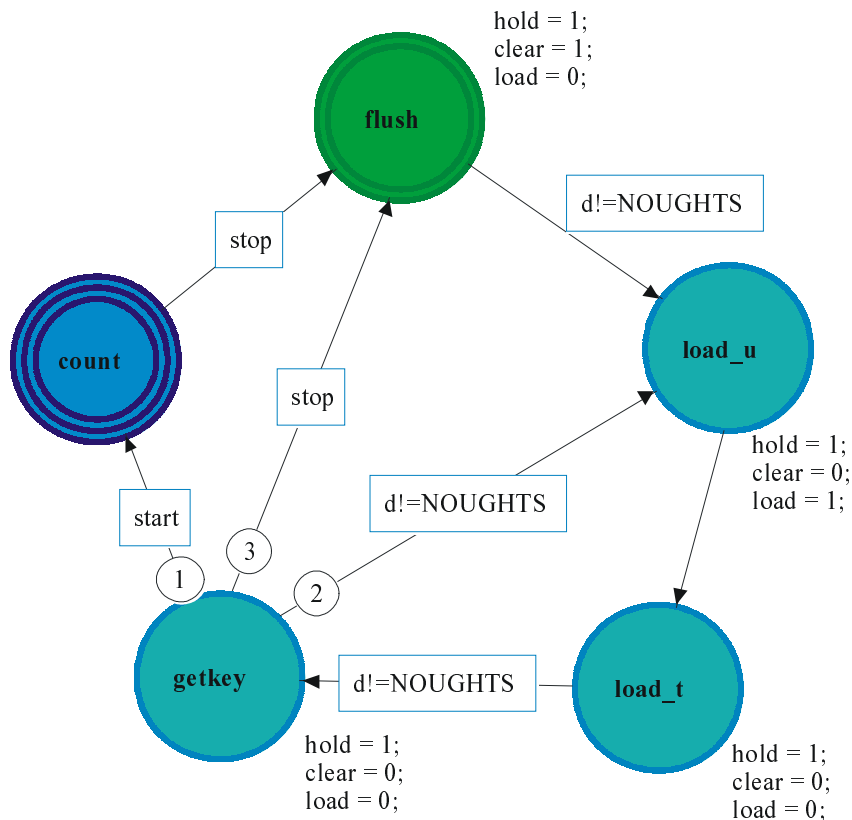 hold = 1;
clear = 1;
load = 0;
flush
d!=NOUGHTS
stop
count
load_u
stop
hold = 1;
clear = 0;
load = 1;
d!=NOUGHTS
start
3
1
2
getkey
d!=NOUGHTS
load_t
hold = 1;
clear = 0;
load = 0;
hold = 1;
clear = 0;
load = 0;